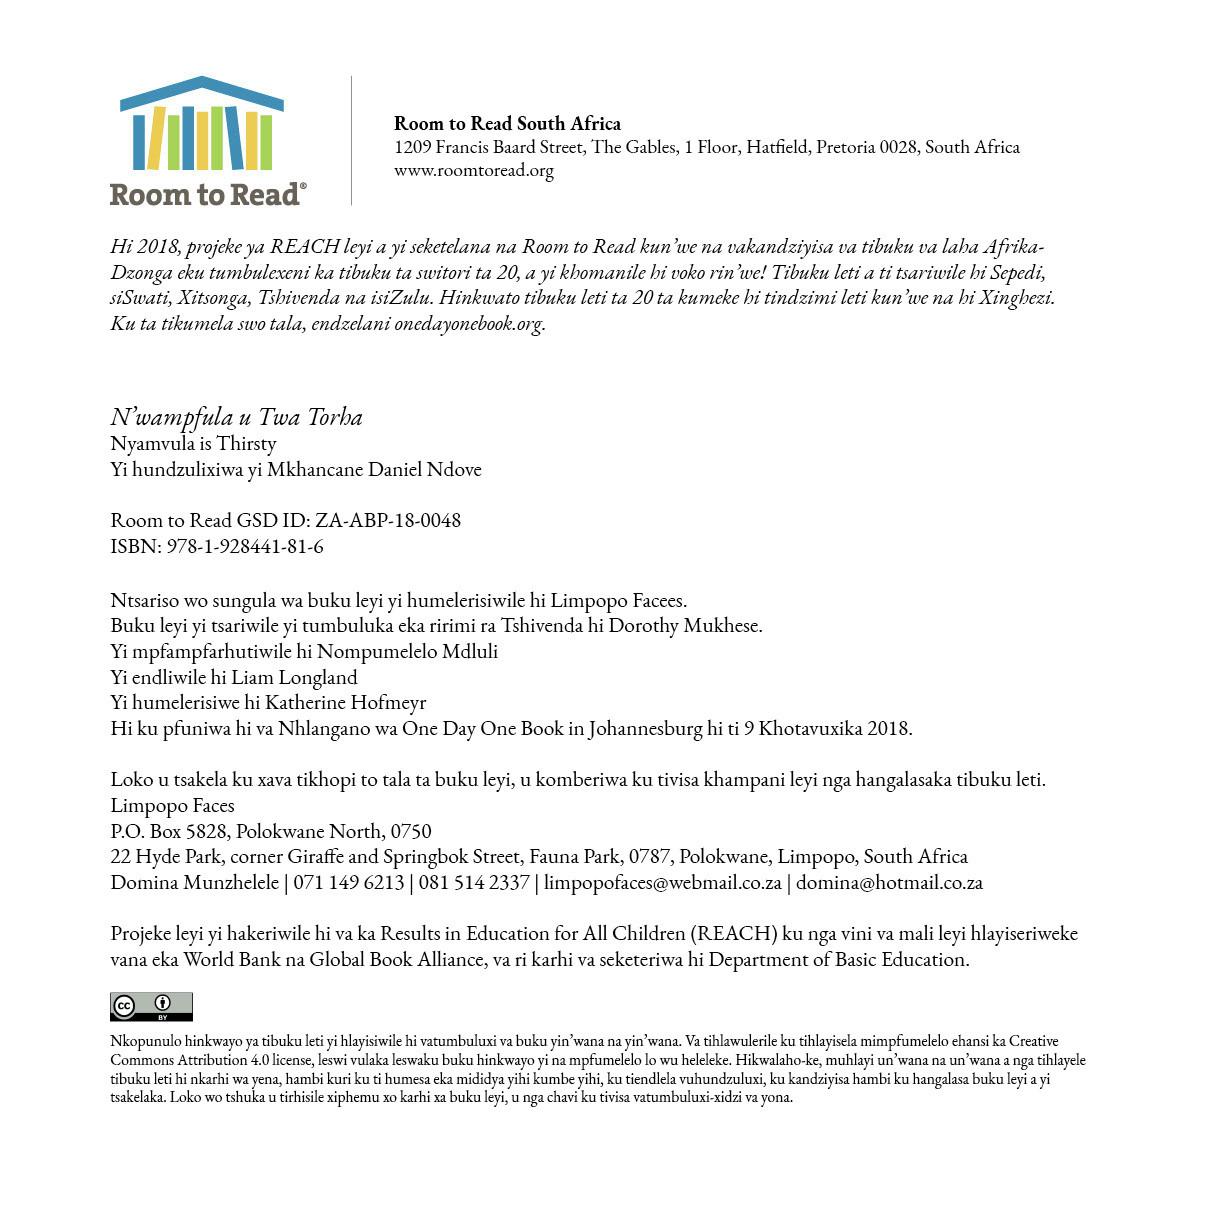 Room to Read®
Room to Read South Africa
1209 Francis Baard Street, The Gables, 1 Floor, Hatfield, Pretoria 0028, South Africa
www.roomtoread.org
Hi 2018, projeke ya REACH leyi a yi seketelana na Room to Read kun’we na vakandziyisa va tibuku va laha Afrika-
Dzonga eku tumbulexeni ka tibuku ta switori ta 20, a yi khomanile hi voko rin’we! Tibuku leti a ti tsariwile hi Sepedi,
siSwati, Xitsonga, Tshivenda na isiZulu. Hinkwato tibuku leti ta 20 ta kumeke hi tindzimi leti kun’we na hi Xinghezi.
Ku ta tikumela swo tala, endzelani onedayonebook.org.
N’wampfula u Twa Torha
Nyamvula is Thirsty
Yi hundzulixiwa yi Mkhancane Daniel Ndove
Room to Read GSD ID: ZA-ABP-18-0048
ISBN: 978-1-928441-81-6
Ntsariso wo sungula wa buku leyi yi humelerisiwile hi Limpopo Facees.
Buku leyi yi tsariwile yi tumbuluka eka ririmi ra Tshivenda hi Dorothy Mukhese.
Yi mpfampfarhutiwile hi Nompumelelo Mdluli
Yi endliwile hi Liam Longland
Yi humelerisiwe hi Katherine Hofmeyr
Hi ku pfuniwa hi va Nhlangano wa One Day One Book in Johannesburg hi ti 9 Khotavuxika 2018.
Loko u tsakela ku xava tikhopi to tala ta buku leyi, u komberiwa ku tivisa khampani leyi nga hangalasaka tibuku leti.
Limpopo Faces
P.O. Box 5828, Polokwane North, 0750
22 Hyde Park, corner Giraffe and Springbok Street, Fauna Park, 0787, Polokwane, Limpopo, South Africa
Domina Munzhelele | 071 149 6213 | 081 514 2337 | limpopofaces@webmail.co.za | domina@hotmail.co.za
Projeke leyi yi hakeriwile hi va ka Results in Education for All Children (REACH) ku nga vini va mali leyi hlayiseriweke
vana eka World Bank na Global Book Alliance, va ri karhi va seketeriwa hi Department of Basic Education.
cc BY
Nkopunulo hinkwayo ya tibuku leti yi hlayisiwile hi vatumbuluxi va buku yin’wana na yin’wana. Va tihlawulerile ku tihlayisela mimpfumelelo ehansi ka Creative
Commons Attribution 4.0 license, leswi vulaka leswaku buku hinkwayo yi na mpfumelelo lo wu heleleke. Hikwalaho-ke, muhlayi un’wana na un’wana a nga tihlayele
tibuku leti hi nkarhi wa yena, hambi kuri ku ti humesa eka mididya yihi kumbe yihi, ku tiendlela vuhundzuluxi, ku kandziyisa hambi ku hangalasa buku leyi a yi
tsakelaka. Loko wo tshuka u tirhisile xiphemu xo karhi xa buku leyi, u nga chavi ku tivisa vatumbuluxi-xidzi va yona.